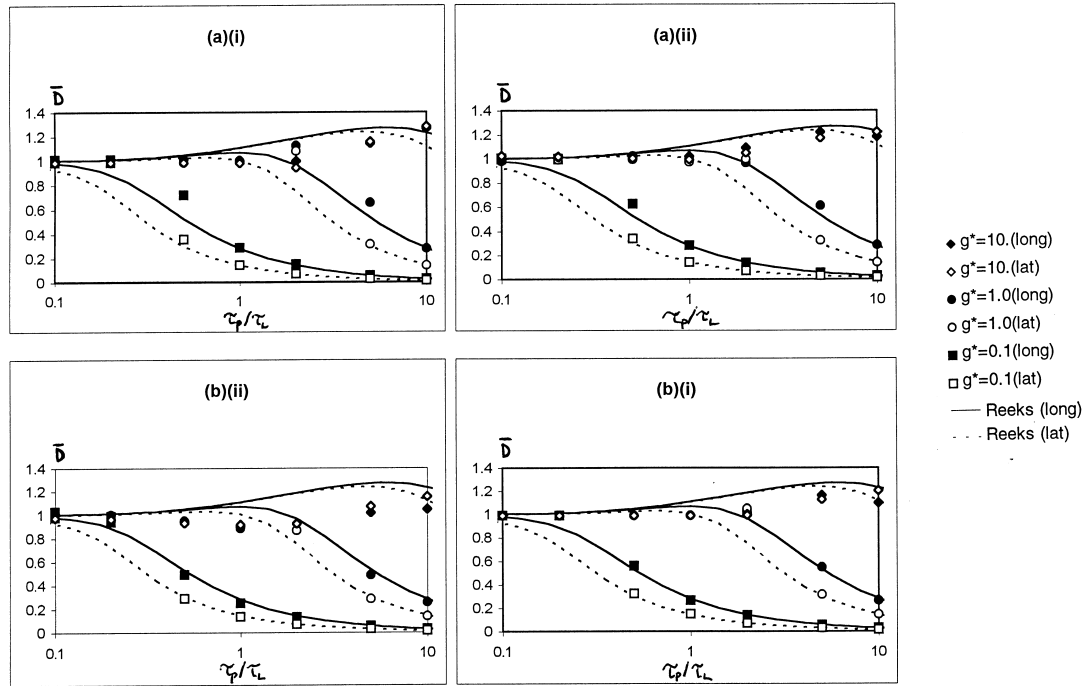 (a)(i)
D̅
1.4
1.2
1
0.8
0.6
0.4
0.2
0
0.1
1
10
τp/τL
(a)(ii)
D̅
1.4
1.2
1
0.8
0.6
0.4
0.2
0
0.1
1
10
τp/τL
(b)(ii)
D̅
1.4
1.2
1
0.8
0.6
0.4
0.2
0
0.1
1
10
τp/τL
(b)(i)
D̅
1.4
1.2
1
0.8
0.6
0.4
0.2
0
0.1
1
10
τp/τL
g*=10.(long)
g*=10.(lat)
g*=1.0(long)
g*=1.0(lat)
g*=0.1(long)
g*=0.1(lat)
Reeks (long)
Reeks (lat)